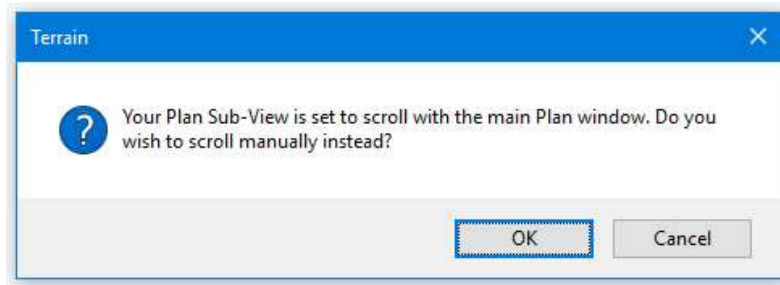 Terrain
Your Plan Sub-View is set to scroll with the main Plan window. Do you
wish to scroll manually instead?
OK
Cancel